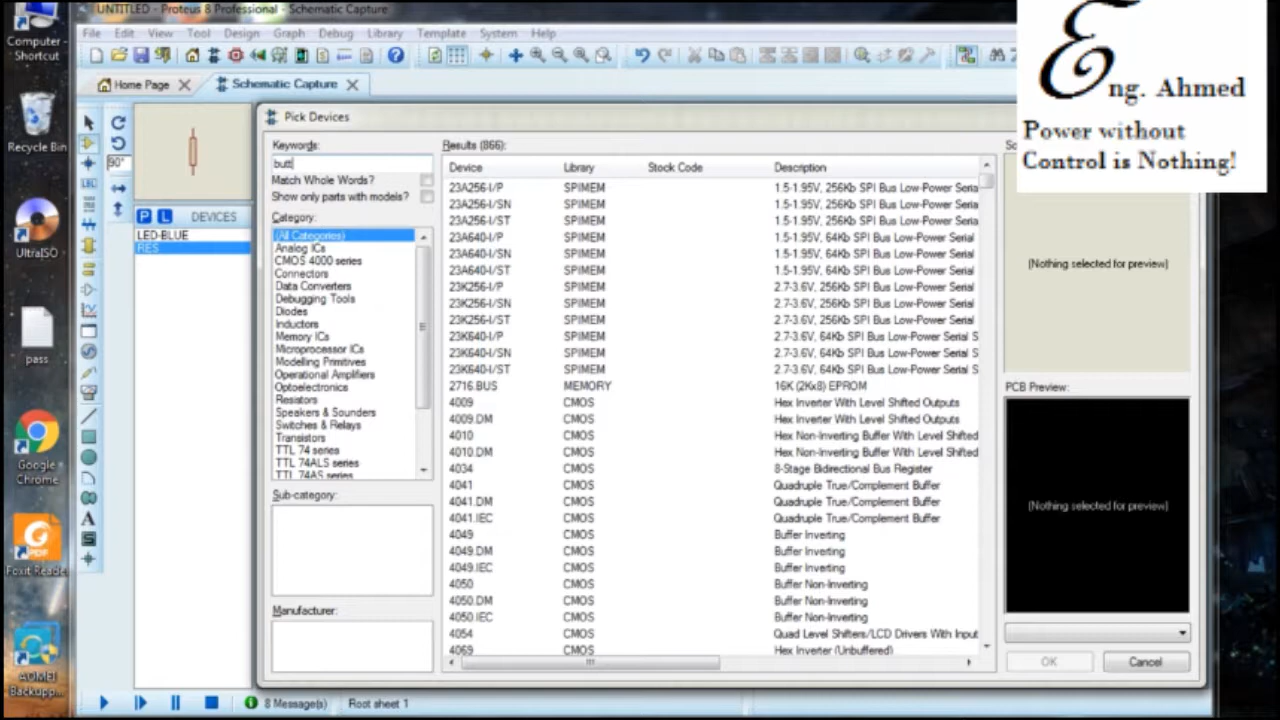 UNTITLED - Proteus 8 Professional - Schematic Capture
File Edit View Tool Design Graph Debug Library Template System Help
Home Page
Schematic Capture
Computer - Shortcut
Recycle Bin
UltraISO
pass
Google Chrome
Foxit Reade
AOMEI Backupp...
90°
P L DEVICES
LED-BLUE
RES
Pick Devices
Keywords:
butt
Match Whole Words?
Show only parts with models?
Category:
(All Categories)
Analog ICs
CMOS 4000 series
Connectors
Data Converters
Debugging Tools
Diodes
Inductors
Memory ICs
Microprocessor ICs
Modelling Primitives
Operational Amplifiers
Optoelectronics
Resistors
Speakers & Sounders
Switches & Relays
Transistors
TTL 74 series
TTL 74ALS series
TTL 74AS series
Sub-category:
Manufacturer:
Results (866):
Device Library Stock Code Description
23A256-I/P SPIMEM 1.5-1.95V, 256Kb SPI Bus Low-Power Seria
23A256-I/SN SPIMEM 1.5-1.95V, 256Kb SPI Bus Low-Power Seria
23A256-I/ST SPIMEM 1.5-1.95V, 256Kb SPI Bus Low-Power Seria
23A640-I/P SPIMEM 1.5-1.95V, 64Kb SPI Bus Low-Power Serial
23A640-I/SN SPIMEM 1.5-1.95V, 64Kb SPI Bus Low-Power Serial
23A640-I/ST SPIMEM 1.5-1.95V, 64Kb SPI Bus Low-Power Serial
23K256-I/P SPIMEM 2.7-3.6V, 256Kb SPI Bus Low-Power Serial
23K256-I/SN SPIMEM 2.7-3.6V, 256Kb SPI Bus Low-Power Serial
23K256-I/ST SPIMEM 2.7-3.6V, 256Kb SPI Bus Low-Power Serial
23K640-I/P SPIMEM 2.7-3.6V, 64Kb SPI Bus Low-Power Serial S
23K640-I/SN SPIMEM 2.7-3.6V, 64Kb SPI Bus Low-Power Serial S
23K640-I/ST SPIMEM 2.7-3.6V, 64Kb SPI Bus Low-Power Serial S
2716.BUS MEMORY 16K (2Kx8) EPROM
4009 CMOS Hex Inverter With Level Shifted Outputs
4009.DM CMOS Hex Inverter With Level Shifted Outputs
4010 CMOS Hex Non-Inverting Buffer With Level Shifted
4010.DM CMOS Hex Non-Inverting Buffer With Level Shifted
4034 CMOS 8-Stage Bidirectional Bus Register
4041 CMOS Quadruple True/Complement Buffer
4041.DM CMOS Quadruple True/Complement Buffer
4041.IEC CMOS Quadruple True/Complement Buffer
4049 CMOS Buffer Inverting
4049.DM CMOS Buffer Inverting
4049.IEC CMOS Buffer Inverting
4050 CMOS Buffer Non-Inverting
4050.DM CMOS Buffer Non-Inverting
4050.IEC CMOS Buffer Non-Inverting
4054 CMOS Quad Level Shifters/LCD Drivers With Input
4069 CMOS Hex Inverter (Unbuffered)
(Nothing selected for preview)
PCB Preview:
(Nothing selected for preview)
OK Cancel
8 Message(s) Root sheet 1
Eng. Ahmed
Power without
Control is Nothing!